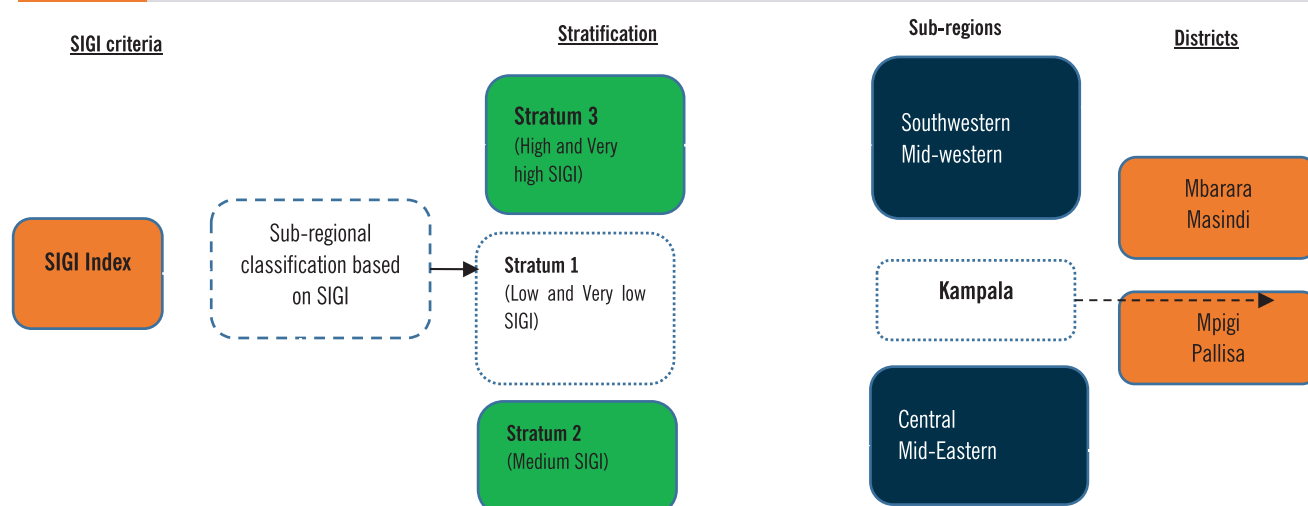 SIGI criteria
Stratification
Sub-regions
Districts
SIGI Index
Sub-regional
classification based
on SIGI
Stratum 3
(High and Very
high SIGI)
Stratum 1
(Low and Very low
SIGI)
Stratum 2
(Medium SIGI)
Southwestern
Mid-western
Kampala
Central
Mid-Eastern
Mbarara
Masindi
Mpigi
Pallisa